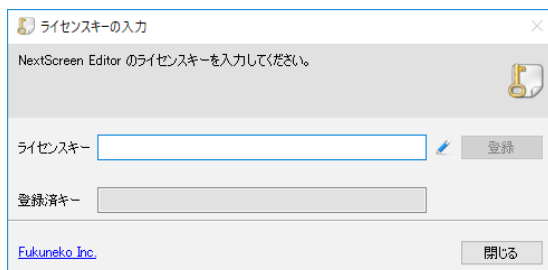 ライセンスキーの入力
NextScreen Editor のライセンスキーを入力してください。
ライセンスキー
登録
登録済キー
Fukuneko Inc.
閉じる